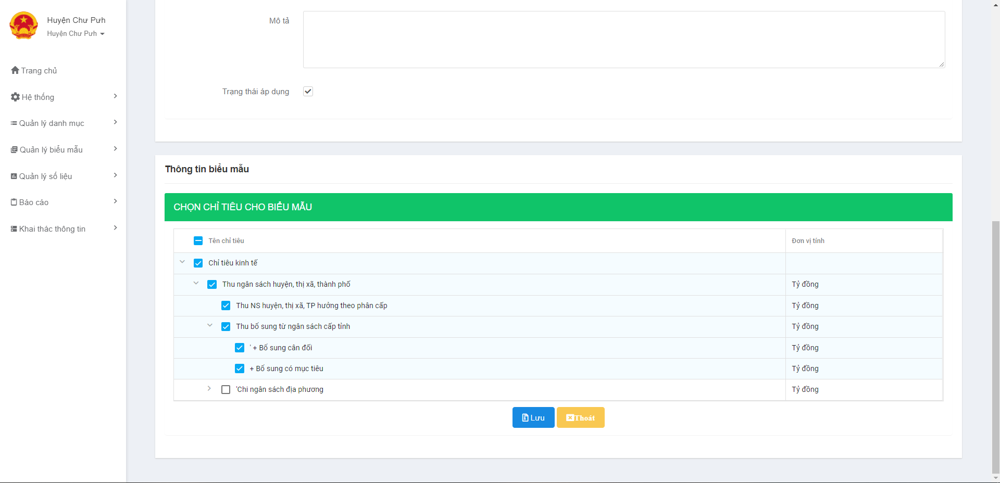 Huyện Chư Pưh
Huyện Chư Pưh
Trang chủ
Hệ thống
Quản lý danh mục
Quản lý biểu mẫu
Quản lý số liệu
Báo cáo
Khai thác thông tin
Mô tả
Trạng thái áp dụng
Thông tin biểu mẫu
CHỌN CHỈ TIÊU CHO BIỂU MẪU
Tên chỉ tiêu Đơn vị tính
Chỉ tiêu kinh tế
Thu ngân sách huyện, thị xã, thành phố Tỷ đồng
Thu NS huyện, thị xã, TP hưởng theo phân cấp Tỷ đồng
Thu bổ sung từ ngân sách cấp tỉnh Tỷ đồng
' + Bổ sung cân đối Tỷ đồng
+ Bổ sung có mục tiêu Tỷ đồng
'Chi ngân sách địa phương Tỷ đồng
Lưu Thoát